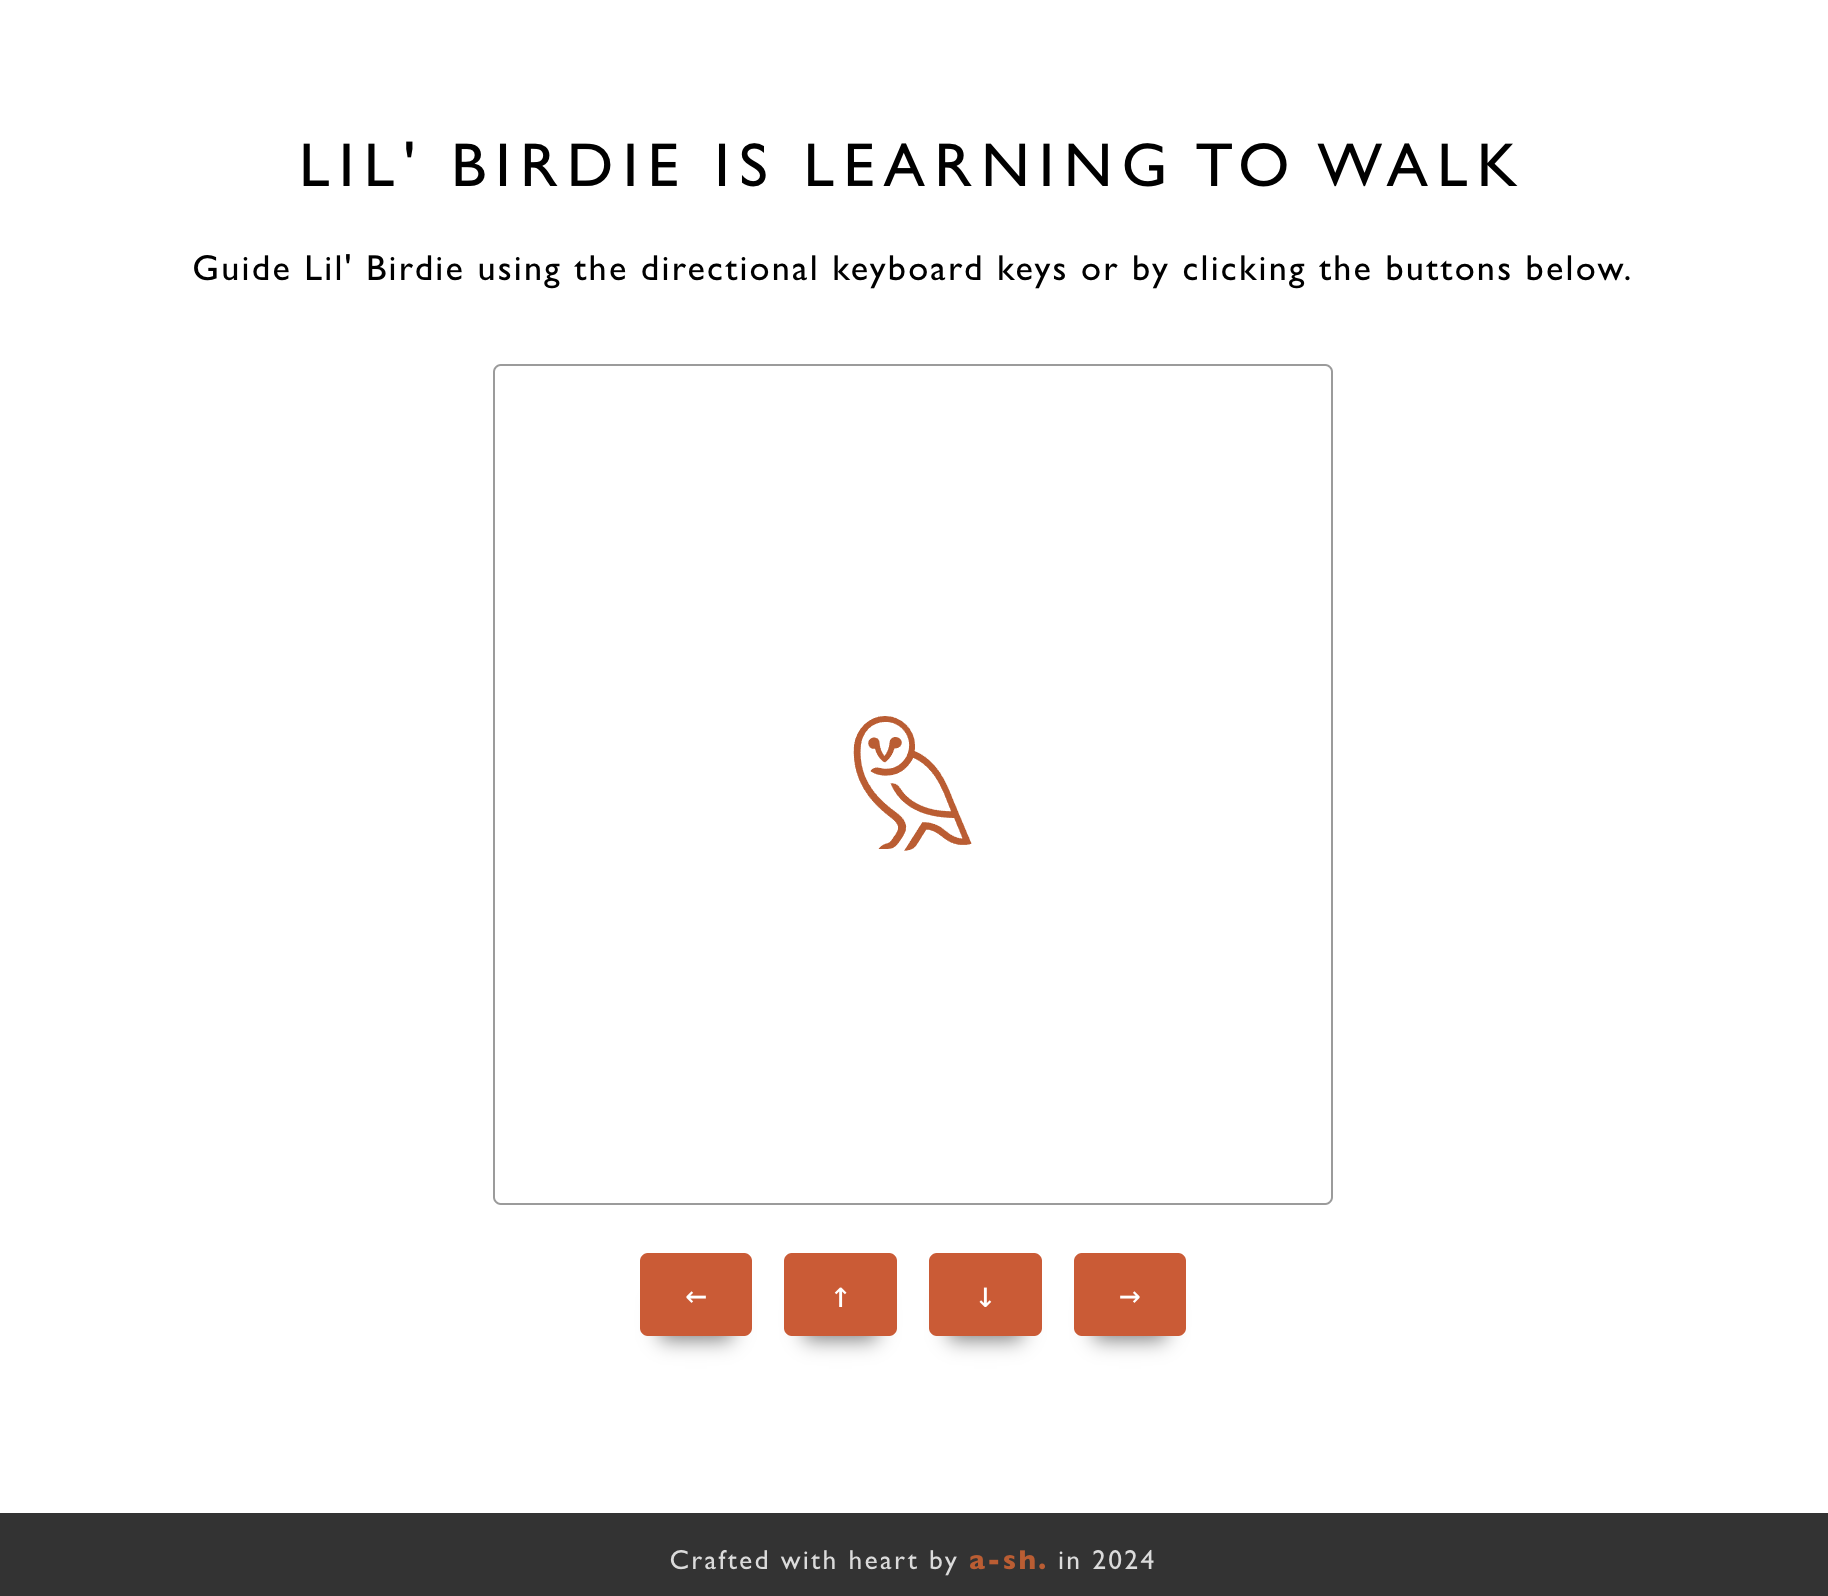 LIL' BIRDIE IS LEARNING TO WALK
Guide Lil' Birdie using the directional keyboard keys or by clicking the buttons below.
← ↑ ↓ →
Crafted with heart by a-sh. in 2024